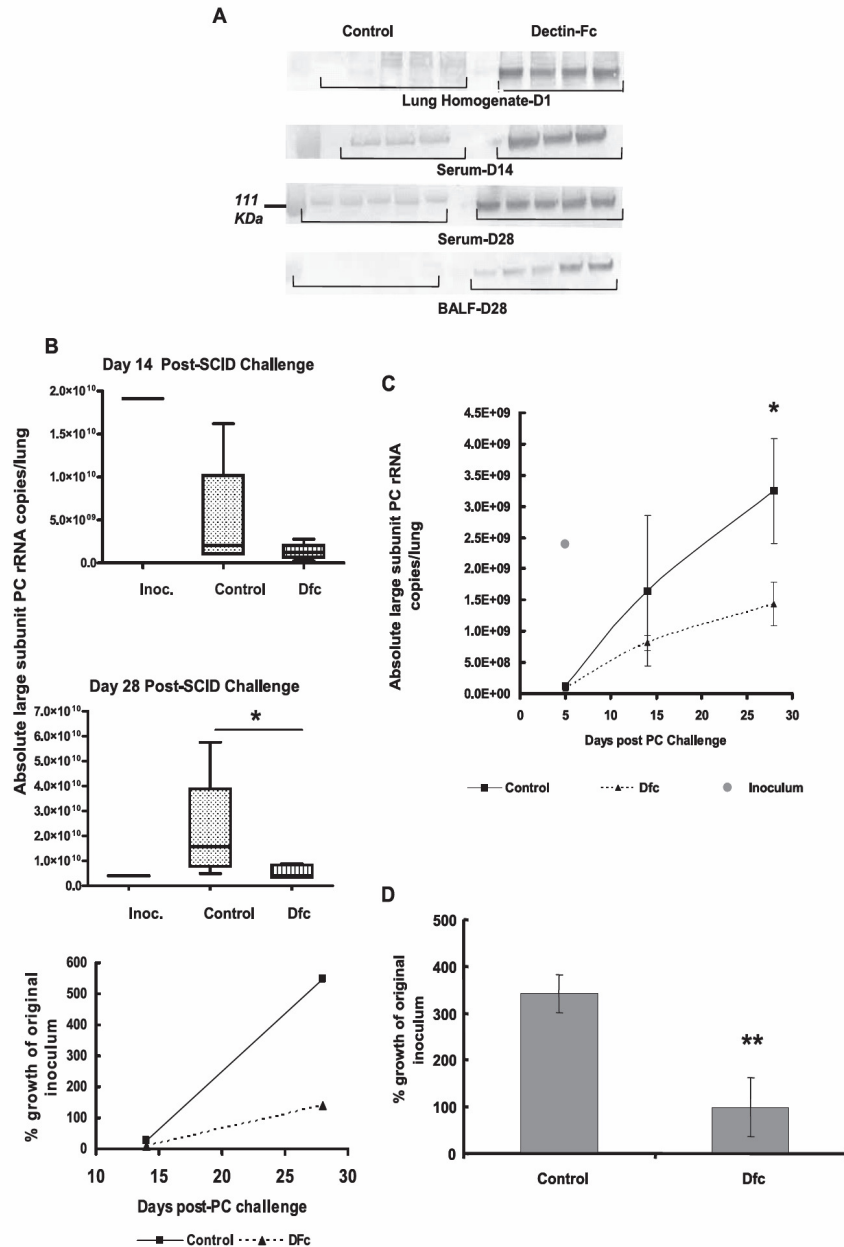 A
Control Dectin-Fc
Lung Homogenate-D1
Serum-D14
111
KDa
Serum-D28
BALF-D28
B
Day 14 Post-SCID Challenge
Absolute large subunit PC rRNA copies/lung
2.0×10¹⁰
1.5×10¹⁰
1.0×10¹⁰
5.0×10⁰⁹
0.0
Inoc. Control Dfc
Day 28 Post-SCID Challenge
*
7.0×10¹⁰
6.0×10¹⁰
5.0×10¹⁰
4.0×10¹⁰
3.0×10¹⁰
2.0×10¹⁰
1.0×10¹⁰
0.0
Inoc. Control Dfc
% growth of original
inoculum
600
500
400
300
200
100
0
10 15 20 25 30
Days post-PC challenge
Control DFc
C
Absolute large subunit PC rRNA
copies/lung
*
4.5E+09
4.0E+09
3.5E+09
3.0E+09
2.5E+09
2.0E+09
1.5E+09
1.0E+09
5.0E+08
0.0E+00
0 5 10 15 20 25 30
Days post PC Challenge
Control Dfc Inoculum
D
% growth of original
inoculum
500
400
300
200
100
0
**
Control Dfc